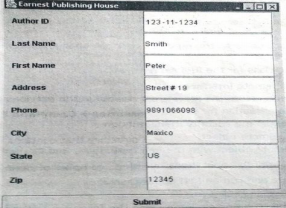 Earnest Publishing House
Author ID 123-11-1234
Last Name Smith
First Name Peter
Address Street # 19
Phone 9891066098
City Maxico
State US
Zip 12345
Submit